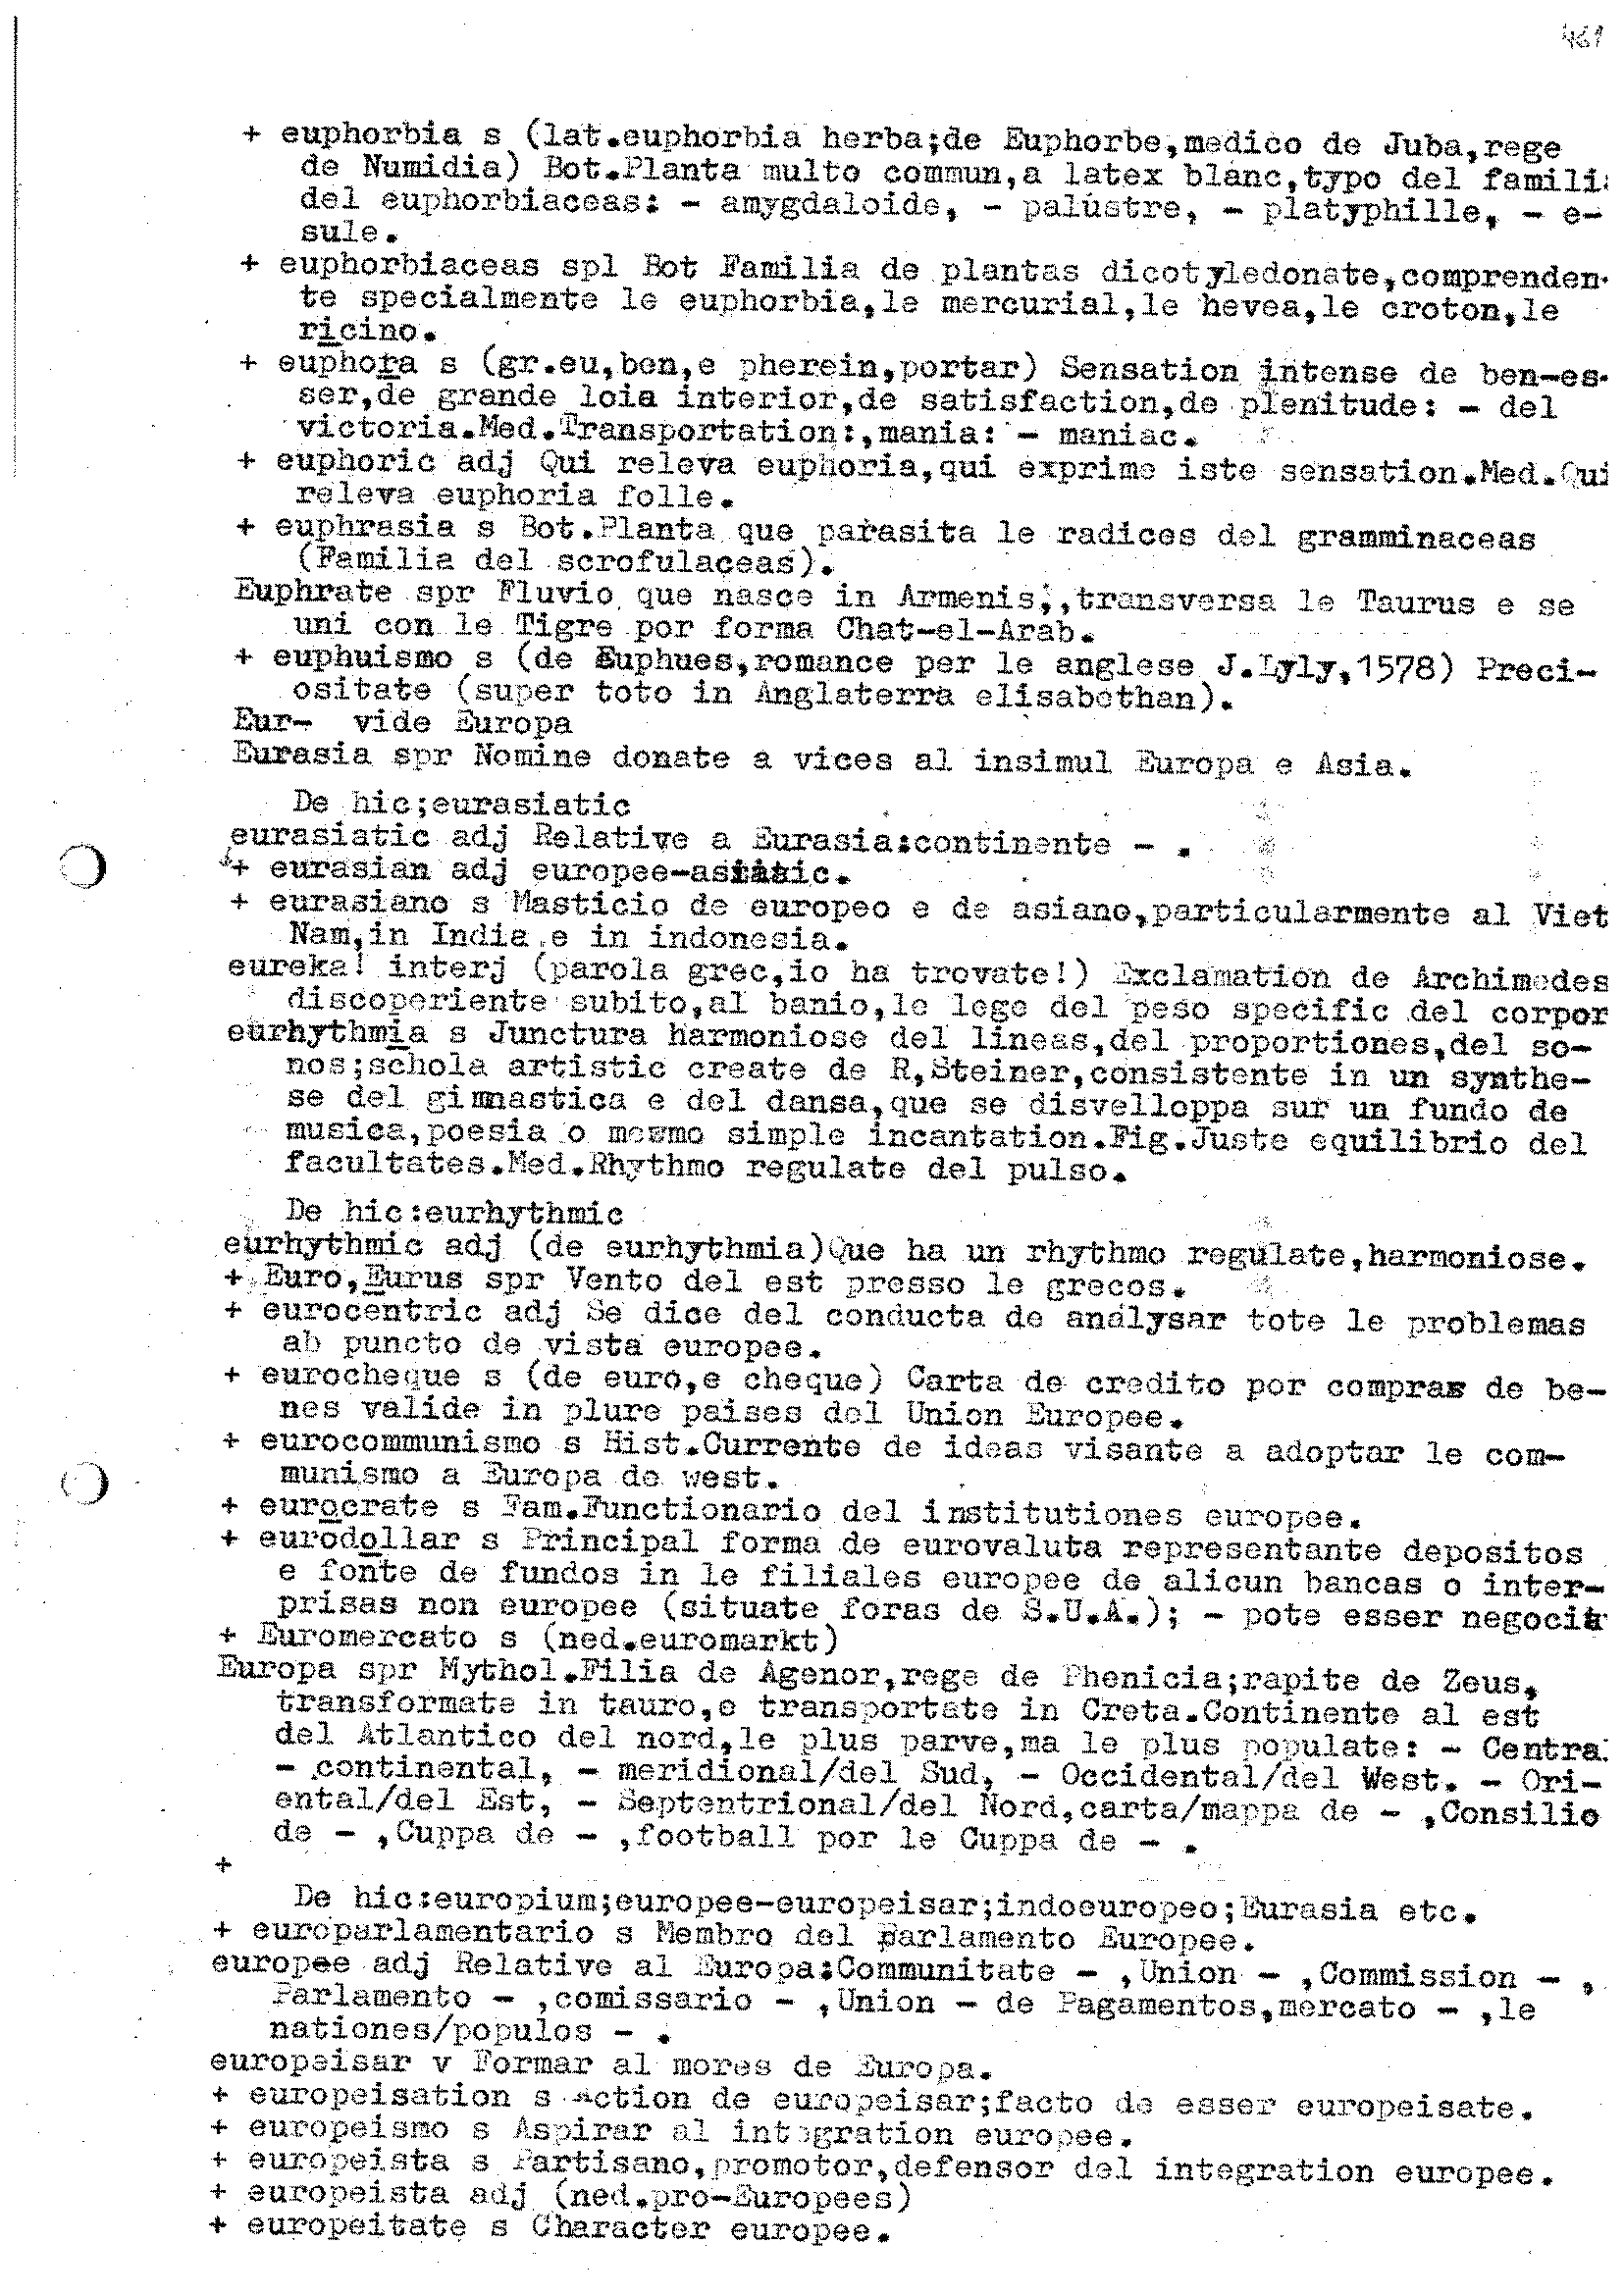 461
+ euphorbia s (lat.euphorbia herba;de Euphorbe,medico de Juba,rege
de Numidia) Bot.Planta multo commun,a latex blanc,typo del famili
del euphorbiaceas: - amygdaloide, - palustre, - platyphille, - e-
sule.
+ euphorbiaceas spl Bot Familia de plantas dicotyledonate,comprenden-
te specialmente le euphorbia,le mercurial,le hevea,le croton,le
ricino.
+ euphora s (gr.eu,ben,e pherein,portar) Sensation intense de ben-es-
ser,de grande loia interior,de satisfaction,de plenitude: - del
victoria.Med.Transportation:,mania: - maniac.
+ euphoric adj Qui releva euphoria,qui exprime iste sensation.Med.Qui
releva euphoria folle.
+ euphrasia s Bot.Planta que parasita le radices del gramminaceas
(Familia del scrofulaceas).
Euphrate spr Fluvio que nasce in Armenis;,transversa le Taurus e se
uni con le Tigre por forma Chat-el-Arab.
+ euphuismo s (de Euphues,romance per le anglese J.Lyly,1578) Preci-
ositate (super toto in Anglaterra elisabethan).
Eur- vide Europa
Eurasia spr Nomine donate a vices al insimul Europa e Asia.
De hic;eurasiatic
eurasiatic adj Relative a Eurasia:continente - .
+ eurasian adj europee-asiatic.
+ eurasiano s Masticio de europeo e de asiano,particularmente al Viet
Nam,in India e in indonesia.
eureka! interj (parola grec,io ha trovate!) Exclamation de Archimedes
discoperiente subito,al banio,le lege del peso specific del corpor
eurhythmia s Junctura harmoniose del lineas,del proportiones,del so-
nos;schola artistic create de R,Steiner,consistente in un synthe-
se del gimnastica e del dansa,que se disvelloppa sur un fundo de
musica,poesia o mesmo simple incantation.Fig.Juste equilibrio del
facultates.Med.Rhythmo regulate del pulso.
De hic:eurhythmic
eurhythmic adj (de eurhythmia)Que ha un rhythmo regulate,harmoniose.
+ Euro,Eurus spr Vento del est presso le grecos.
+ eurocentric adj Se dice del conducta de analysar tote le problemas
ab puncto de vista europee.
+ eurocheque s (de euro,e cheque) Carta de credito por compras de be-
nes valide in plure paises del Union Europee.
+ eurocommunismo s Hist.Currente de ideas visante a adoptar le com-
munismo a Europa de west.
+ eurocrate s Fam.Functionario del institutiones europee.
+ eurodollar s Principal forma de eurovaluta representante depositos
e fonte de fundos in le filiales europee de alicun bancas o inter-
prisas non europee (situate foras de S.U.A.); - pote esser negocia
+ Euromercato s (ned.euromarkt)
Europa spr Mythol.Filia de Agenor,rege de Phenicia;rapite de Zeus,
transformate in tauro,e transportate in Creta.Continente al est
del Atlantico del nord,le plus parve,ma le plus populate: - Central
- continental, - meridional/del Sud, - Occidental/del West. - Ori-
ental/del Est, - Septentrional/del Nord,carta/mappa de - ,Consilio
de - ,Cuppa de - ,football por le Cuppa de - .
+
De hic:europium;europee-europeisar;indoeuropeo;Eurasia etc.
+ europarlamentario s Membro del Parlamento Europee.
europee adj Relative al Europa:Communitate - ,Union - ,Commission - ,
Parlamento - ,comissario - ,Union - de Pagamentos,mercato - ,le
nationes/populos - .
europeisar v Formar al mores de Europa.
+ europeisation s Action de europeisar;facto de esser europeisate.
+ europeismo s Aspirar al integration europee.
+ europeista s Partisano,promotor,defensor del integration europee.
+ europeista adj (ned.pro-Europees)
+ europeitate s Character europee.